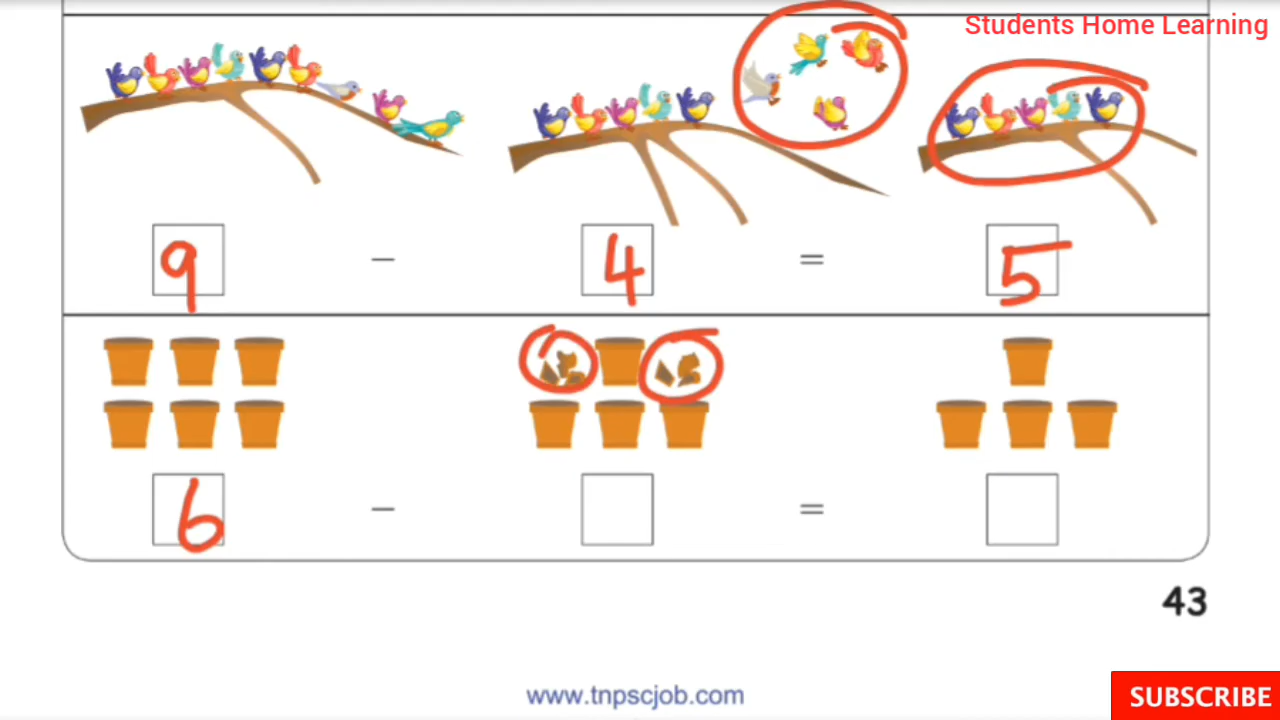 Students Home Learning
9 − 4 = 5
6 − =
43
www.tnpscjob.com
SUBSCRIBE